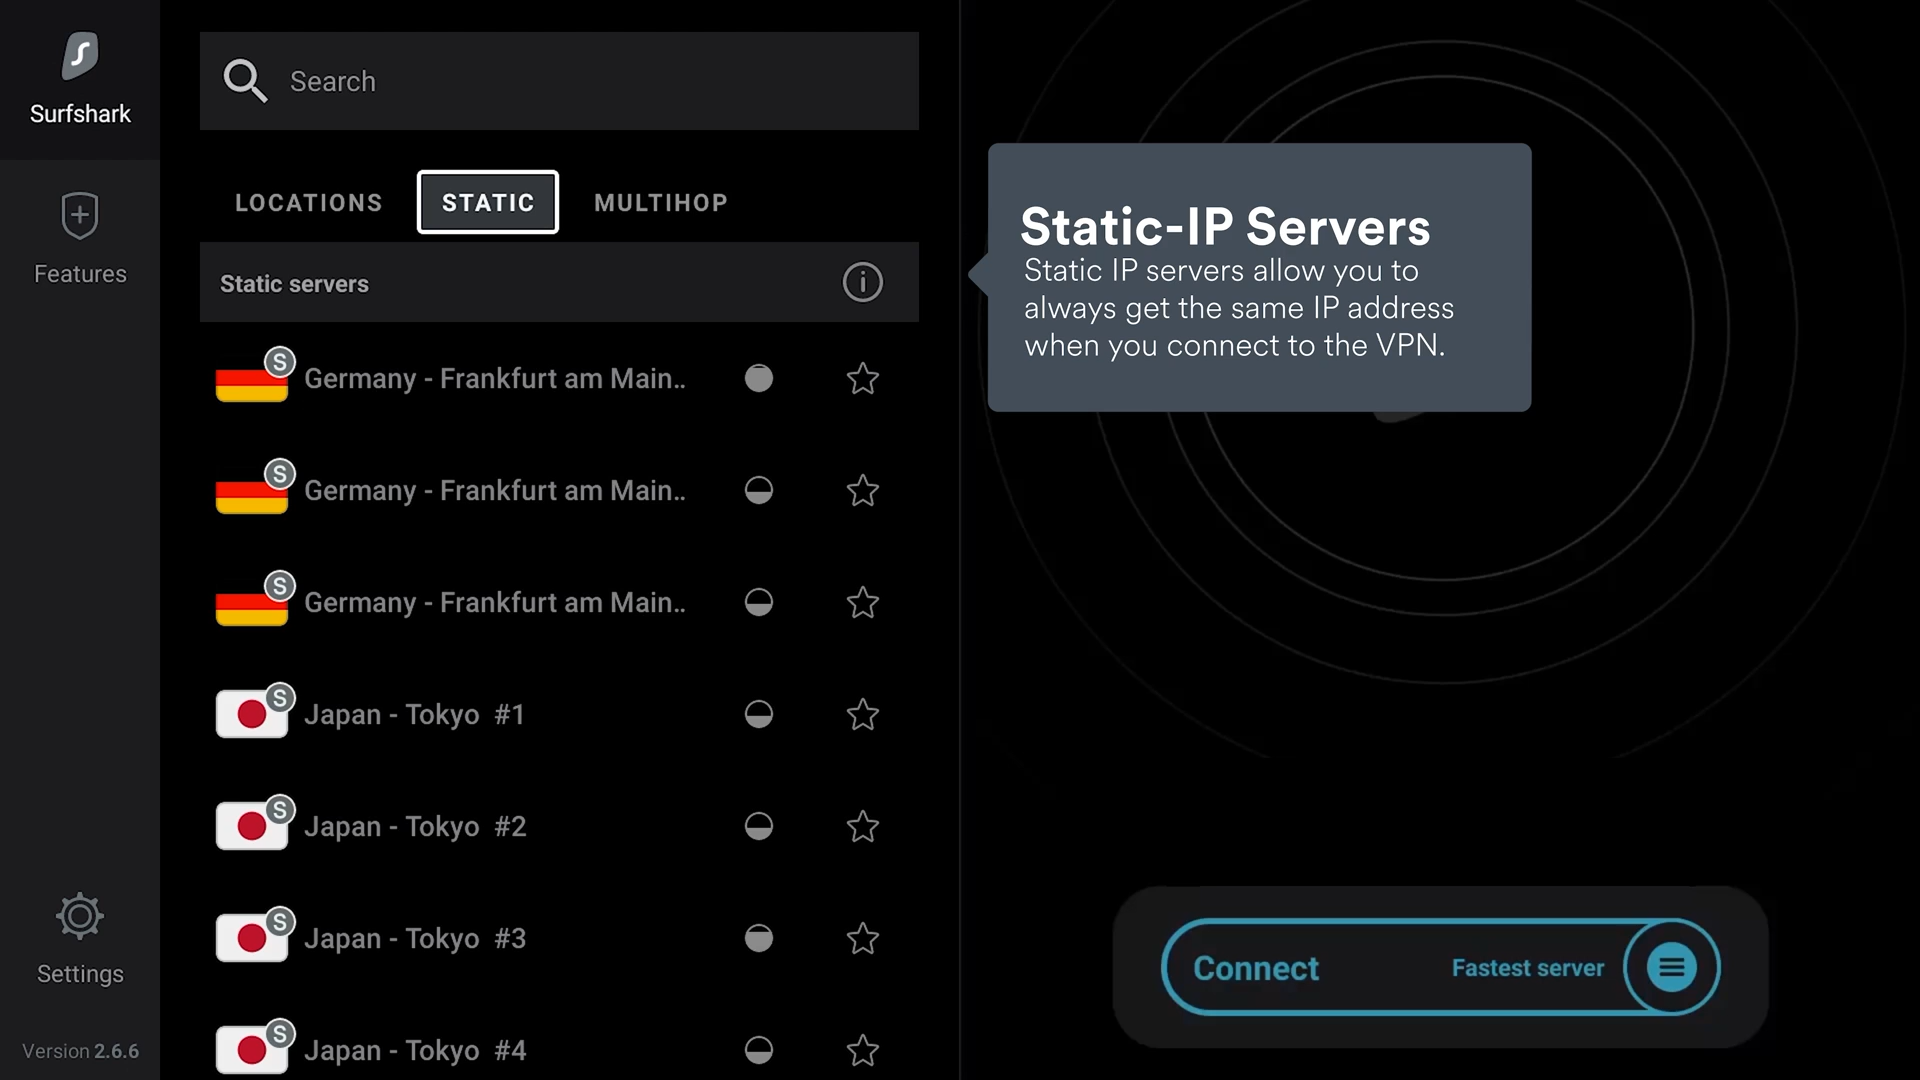 Surfshark
Features
Settings
Version 2.6.6
Search
LOCATIONS
STATIC
MULTIHOP
Static servers
S
Germany - Frankfurt am Main..
S
Germany - Frankfurt am Main..
S
Germany - Frankfurt am Main..
S
Japan - Tokyo #1
S
Japan - Tokyo #2
S
Japan - Tokyo #3
S
Japan - Tokyo #4
Static-IP Servers
Static IP servers allow you to
always get the same IP address
when you connect to the VPN.
Connect
Fastest server